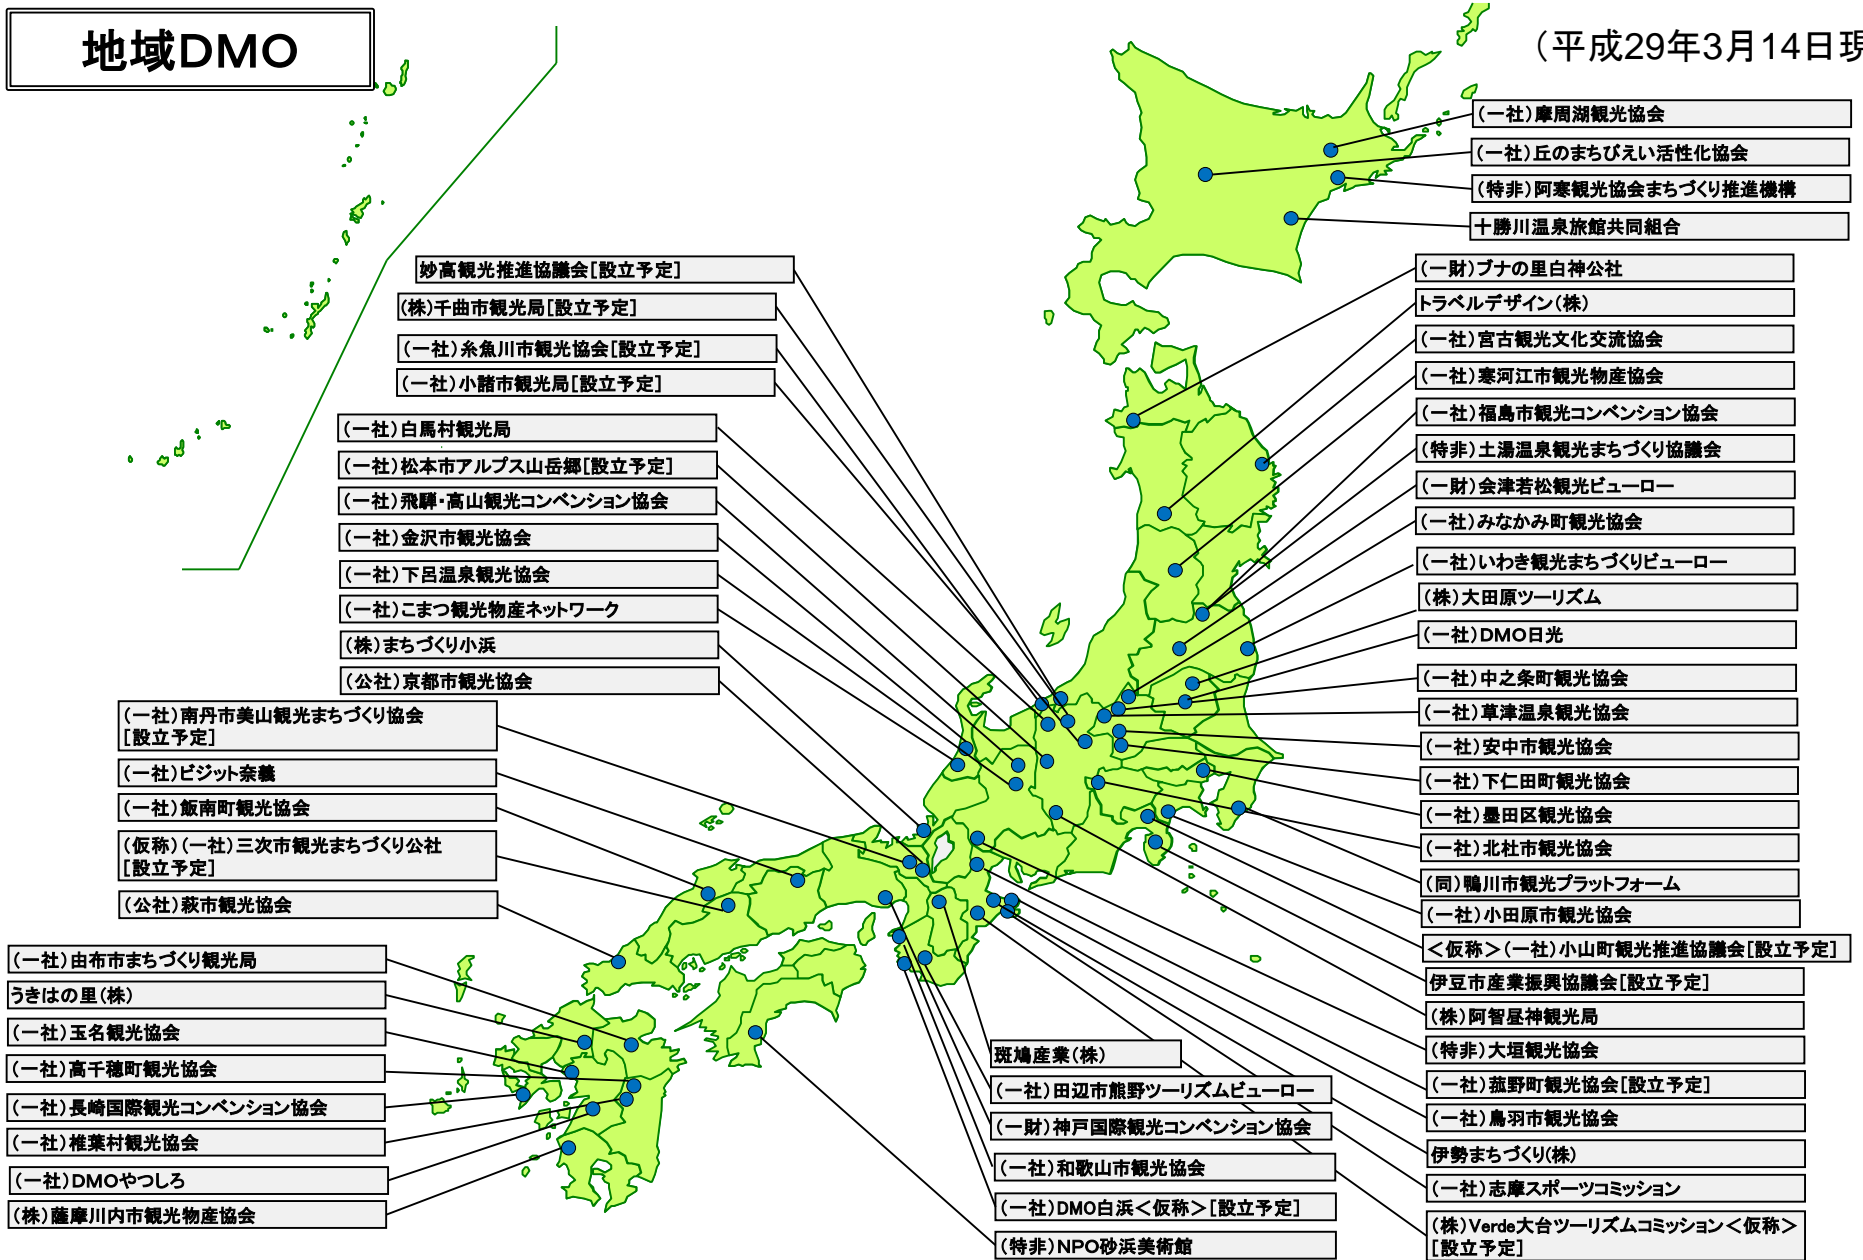 地域DMO
（平成29年3月14日現
（一社）摩周湖観光協会
（一社）丘のまちびえい活性化協会
（特非）阿寒観光協会まちづくり推進機構
十勝川温泉旅館共同組合
（一財）ブナの里白神公社
トラベルデザイン（株）
（一社）宮古観光文化交流協会
（一社）寒河江市観光物産協会
（一社）福島市観光コンベンション協会
（特非）土湯温泉観光まちづくり協議会
（一財）会津若松観光ビューロー
（一社）みなかみ町観光協会
（一社）いわき観光まちづくりビューロー
（株）大田原ツーリズム
（一社）DMO日光
（一社）中之条町観光協会
（一社）草津温泉観光協会
（一社）安中市観光協会
（一社）下仁田町観光協会
（一社）墨田区観光協会
（一社）北杜市観光協会
（同）鴨川市観光プラットフォーム
（一社）小田原市観光協会
＜仮称＞（一社）小山町観光推進協議会［設立予定］
伊豆市産業振興協議会［設立予定］
（株）阿智昼神観光局
（特非）大垣観光協会
（一社）菰野町観光協会［設立予定］
（一社）鳥羽市観光協会
伊勢まちづくり(株）
（一社）志摩スポーツコミッション
（株）Verde大台ツーリズムコミッション＜仮称＞
［設立予定］
妙高観光推進協議会［設立予定］
(株）千曲市観光局［設立予定］
（一社）糸魚川市観光協会［設立予定］
（一社）小諸市観光局［設立予定］
（一社）白馬村観光局
（一社）松本市アルプス山岳郷［設立予定］
（一社）飛騨・高山観光コンベンション協会
（一社）金沢市観光協会
（一社）下呂温泉観光協会
（一社）こまつ観光物産ネットワーク
（株）まちづくり小浜
（公社）京都市観光協会
（一社）南丹市美山観光まちづくり協会
［設立予定］
（一社）ビジット奈義
（一社）飯南町観光協会
（仮称）（一社）三次市観光まちづくり公社
［設立予定］
（公社）萩市観光協会
（一社）由布市まちづくり観光局
うきはの里（株）
（一社）玉名観光協会
（一社）高千穂町観光協会
（一社）長崎国際観光コンベンション協会
（一社）椎葉村観光協会
（一社）DMOやつしろ
（株）薩摩川内市観光物産協会
斑鳩産業（株）
（一社）田辺市熊野ツーリズムビューロー
（一財）神戸国際観光コンベンション協会
（一社）和歌山市観光協会
（一社）DMO白浜＜仮称＞［設立予定］
（特非）NPO砂浜美術館